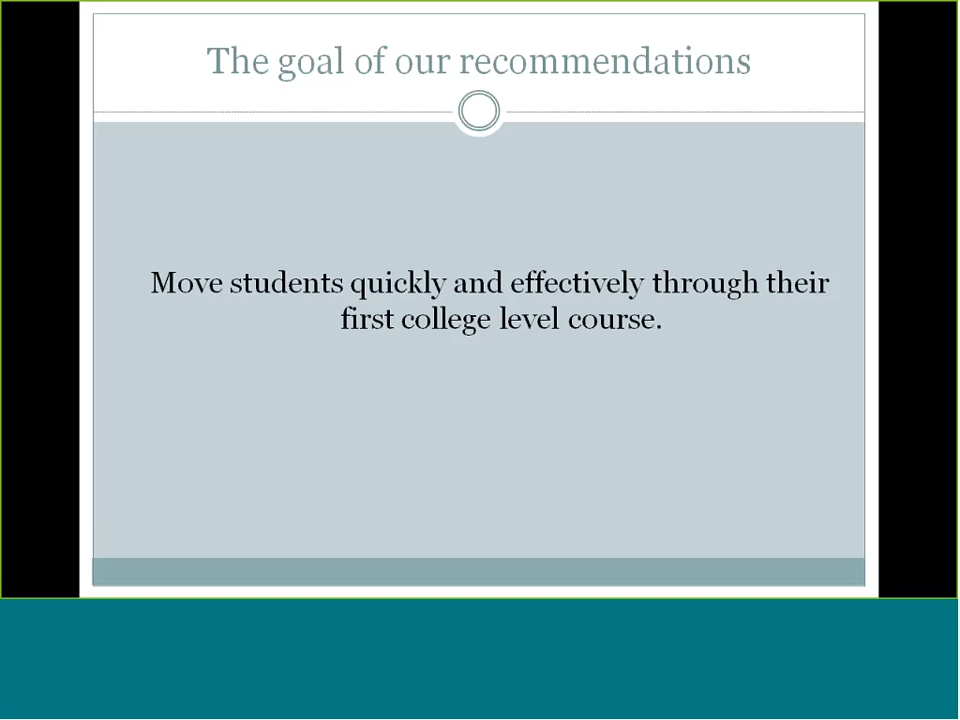 The goal of our recommendations
Move students quickly and effectively through their
first college level course.